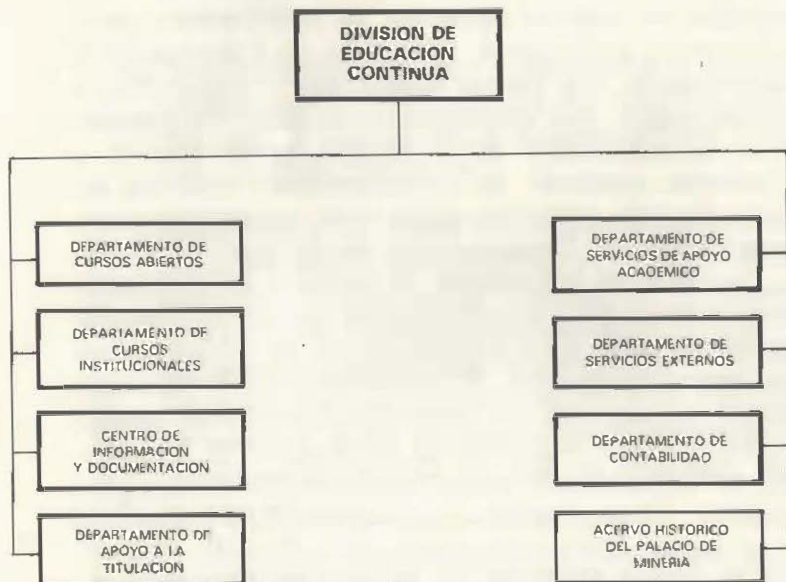 DIVISION DE
EDUCACION
CONTINUA
DEPARTAMENTO DE
CURSOS ABIERTOS
DEPARTAMENTO DE
CURSOS
INSTITUCIONALES
CENTRO DE
INFORMACION
Y DOCUMENTACION
DEPARTAMENTO DE
APOYO A LA
TITULACION
DEPARTAMENTO DE
SERVICIOS DE APOYO
ACADEMICO
DEPARTAMENTO DE
SERVICIOS EXTERNOS
DEPARTAMENTO DE
CONTABILIDAD
ACERVO HISTORICO
DEL PALACIO DE
MINERIA